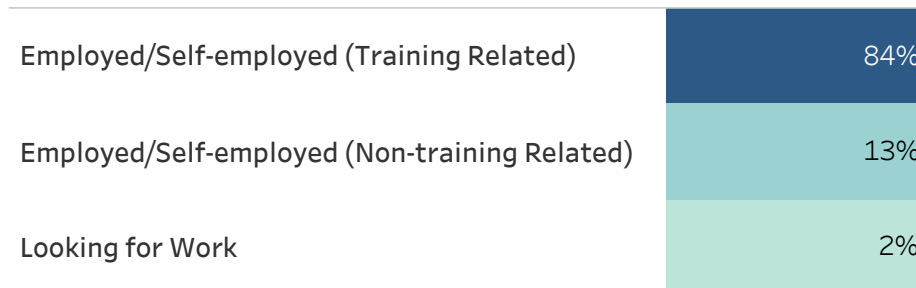 Employed/Self-employed (Training Related) 84%
Employed/Self-employed (Non-training Related) 13%
Looking for Work 2%